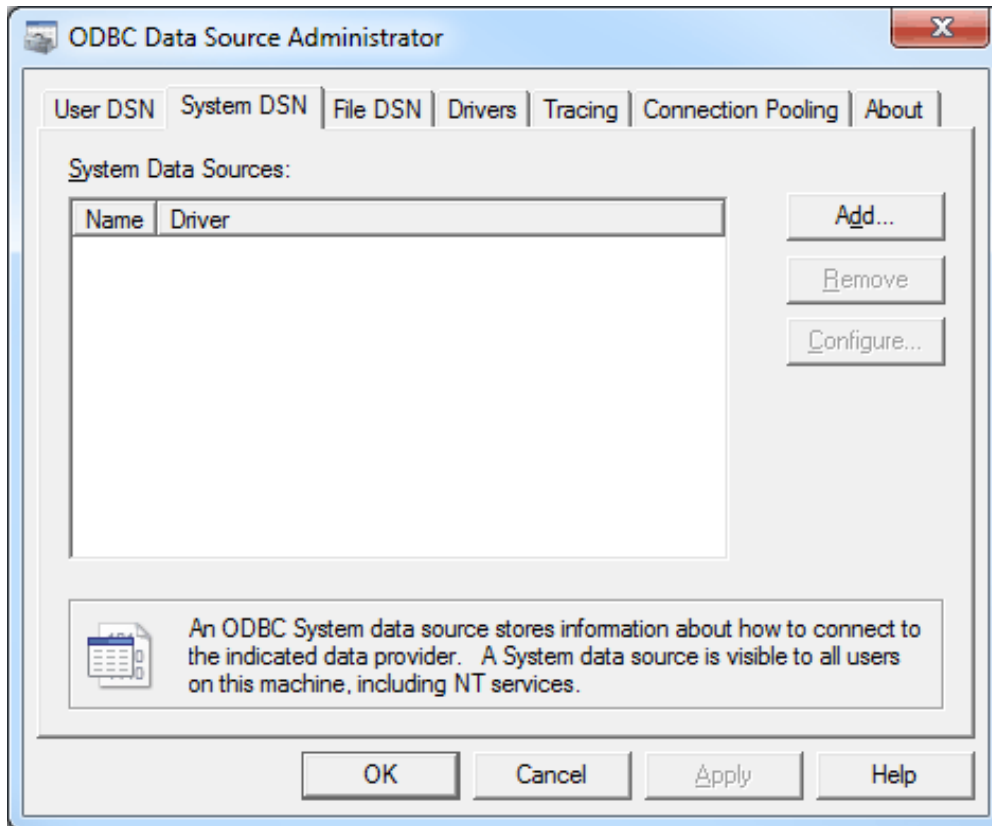 ODBC Data Source Administrator
User DSN System DSN File DSN Drivers Tracing Connection Pooling About
System Data Sources:
Name Driver
Add...
Remove
Configure...
An ODBC System data source stores information about how to connect to
the indicated data provider. A System data source is visible to all users
on this machine, including NT services.
OK Cancel Apply Help